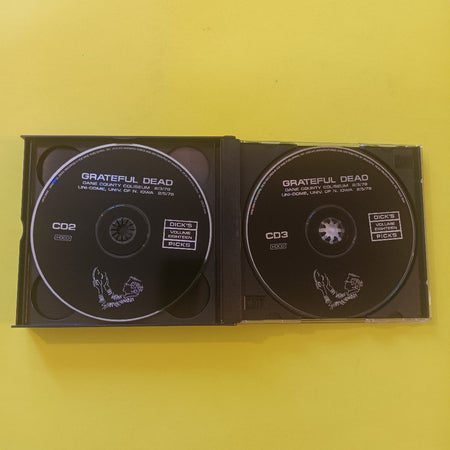 GRATEFUL DEAD
DANE COUNTY COLISEUM 2/3/78
UNI-DOME, UNIV. OF N. IOWA 2/5/78
CD2
HDCD
DICK'S
VOLUME
EIGHTEEN
PICKS
GRATEFUL DEAD
DANE COUNTY COLISEUM 2/3/78
UNI-DOME, UNIV. OF N. IOWA 2/5/78
CD3
HDCD
DICK'S
VOLUME
EIGHTEEN
PICKS